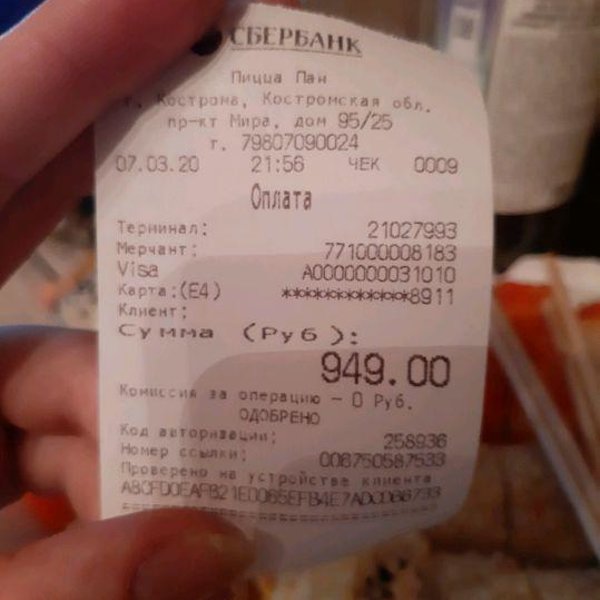 СБЕРБАНК
Пицца Пан
г. Кострома, Костромская обл.
пр-кт Мира, дом 95/25
т. 79807090024
07.03.20 21:56 ЧЕК 0009
Оплата
Терминал: 21027993
Мерчант: 771000008183
Visa A0000000031010
Карта:(E4) ************8911
Клиент:
Сумма (Руб):
949.00
Комиссия за операцию – 0 Руб.
ОДОБРЕНО
Код авторизации: 258936
Номер ссылки: 006750587533
Проверено на устройстве клиента